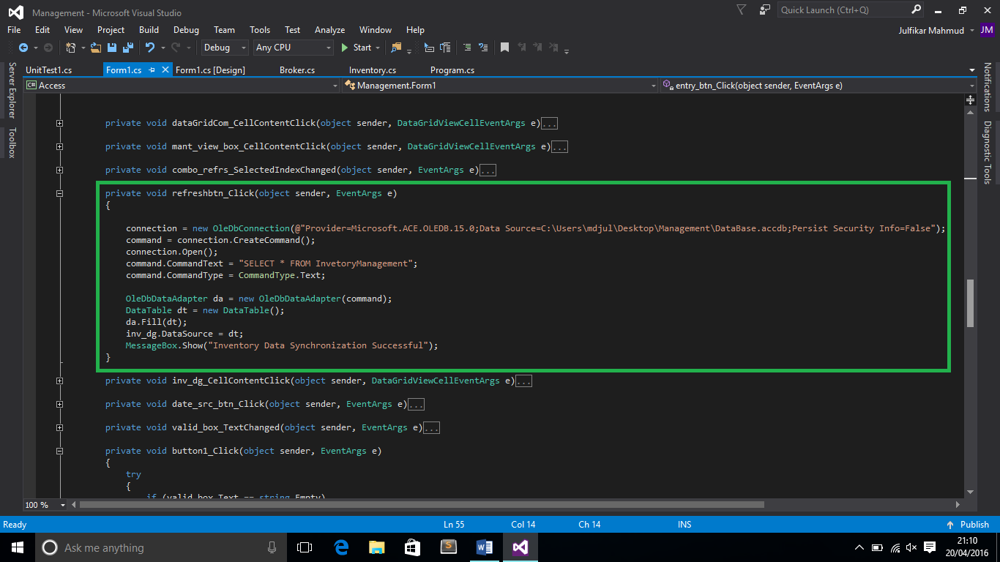 Management - Microsoft Visual Studio
Quick Launch (Ctrl+Q)
File Edit View Project Build Debug Team Tools Test Analyze Window Help
Julfikar Mahmud JM
Debug Any CPU Start
Server Explorer
Toolbox
UnitTest1.cs Form1.cs Form1.cs [Design] Broker.cs Inventory.cs Program.cs
C# Access Management.Form1 entry_btn_Click(object sender, EventArgs e)
private void dataGridCom_CellContentClick(object sender, DataGridViewCellEventArgs e)...
private void mant_view_box_CellContentClick(object sender, DataGridViewCellEventArgs e)...
private void combo_refrs_SelectedIndexChanged(object sender, EventArgs e)...
private void refreshbtn_Click(object sender, EventArgs e)
{
connection = new OleDbConnection(@"Provider=Microsoft.ACE.OLEDB.15.0;Data Source=C:\Users\mdjul\Desktop\Management\DataBase.accdb;Persist Security Info=False");
command = connection.CreateCommand();
connection.Open();
command.CommandText = "SELECT * FROM InvetoryManagement";
command.CommandType = CommandType.Text;
OleDbDataAdapter da = new OleDbDataAdapter(command);
DataTable dt = new DataTable();
da.Fill(dt);
inv_dg.DataSource = dt;
MessageBox.Show("Inventory Data Synchronization Successful");
}
private void inv_dg_CellContentClick(object sender, DataGridViewCellEventArgs e)...
private void date_src_btn_Click(object sender, EventArgs e)...
private void valid_box_TextChanged(object sender, EventArgs e)...
private void button1_Click(object sender, EventArgs e)
{
try
{
if (valid_box.Text == string.Empty)
Notifications
Diagnostic Tools
100 %
Ready Ln 55 Col 14 Ch 14 INS Publish
Ask me anything
21:10
20/04/2016